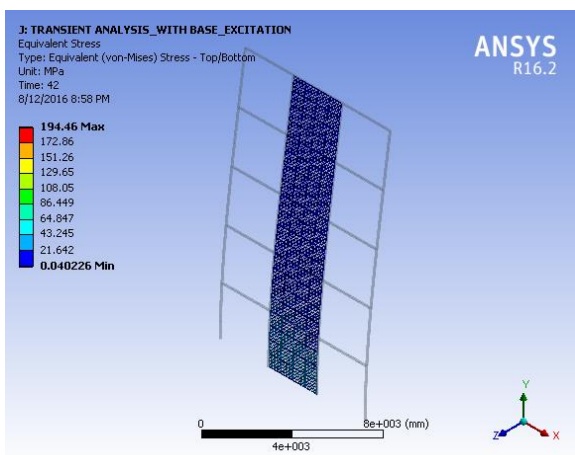 J: TRANSIENT ANALYSIS_WITH BASE_EXCITATION
Equivalent Stress
Type: Equivalent (von-Mises) Stress - Top/Bottom
Unit: MPa
Time: 42
8/12/2016 8:58 PM
ANSYS
R16.2
194.46 Max
172.86
151.26
129.65
108.05
86.449
64.847
43.245
21.642
0.040226 Min
0
8e+003 (mm)
4e+003
Y
Z
X